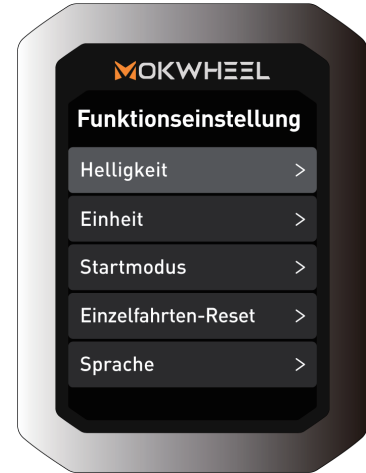 MOKWHEEL
Funktionseinstellung
Helligkeit >
Einheit >
Startmodus >
Einzelfahrten-Reset >
Sprache >